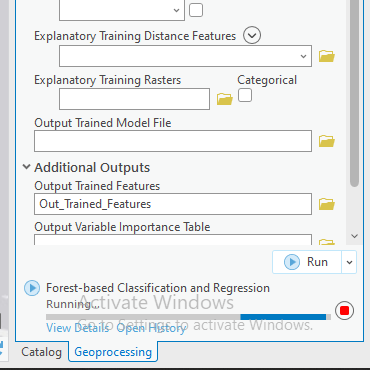 Explanatory Training Distance Features
Explanatory Training Rasters Categorical
Output Trained Model File
Additional Outputs
Output Trained Features
Out_Trained_Features
Output Variable Importance Table
Run
Forest-based Classification and Regression
Running...
Activate Windows
View Details Open History
Go to Settings to activate Windows.
Catalog Geoprocessing